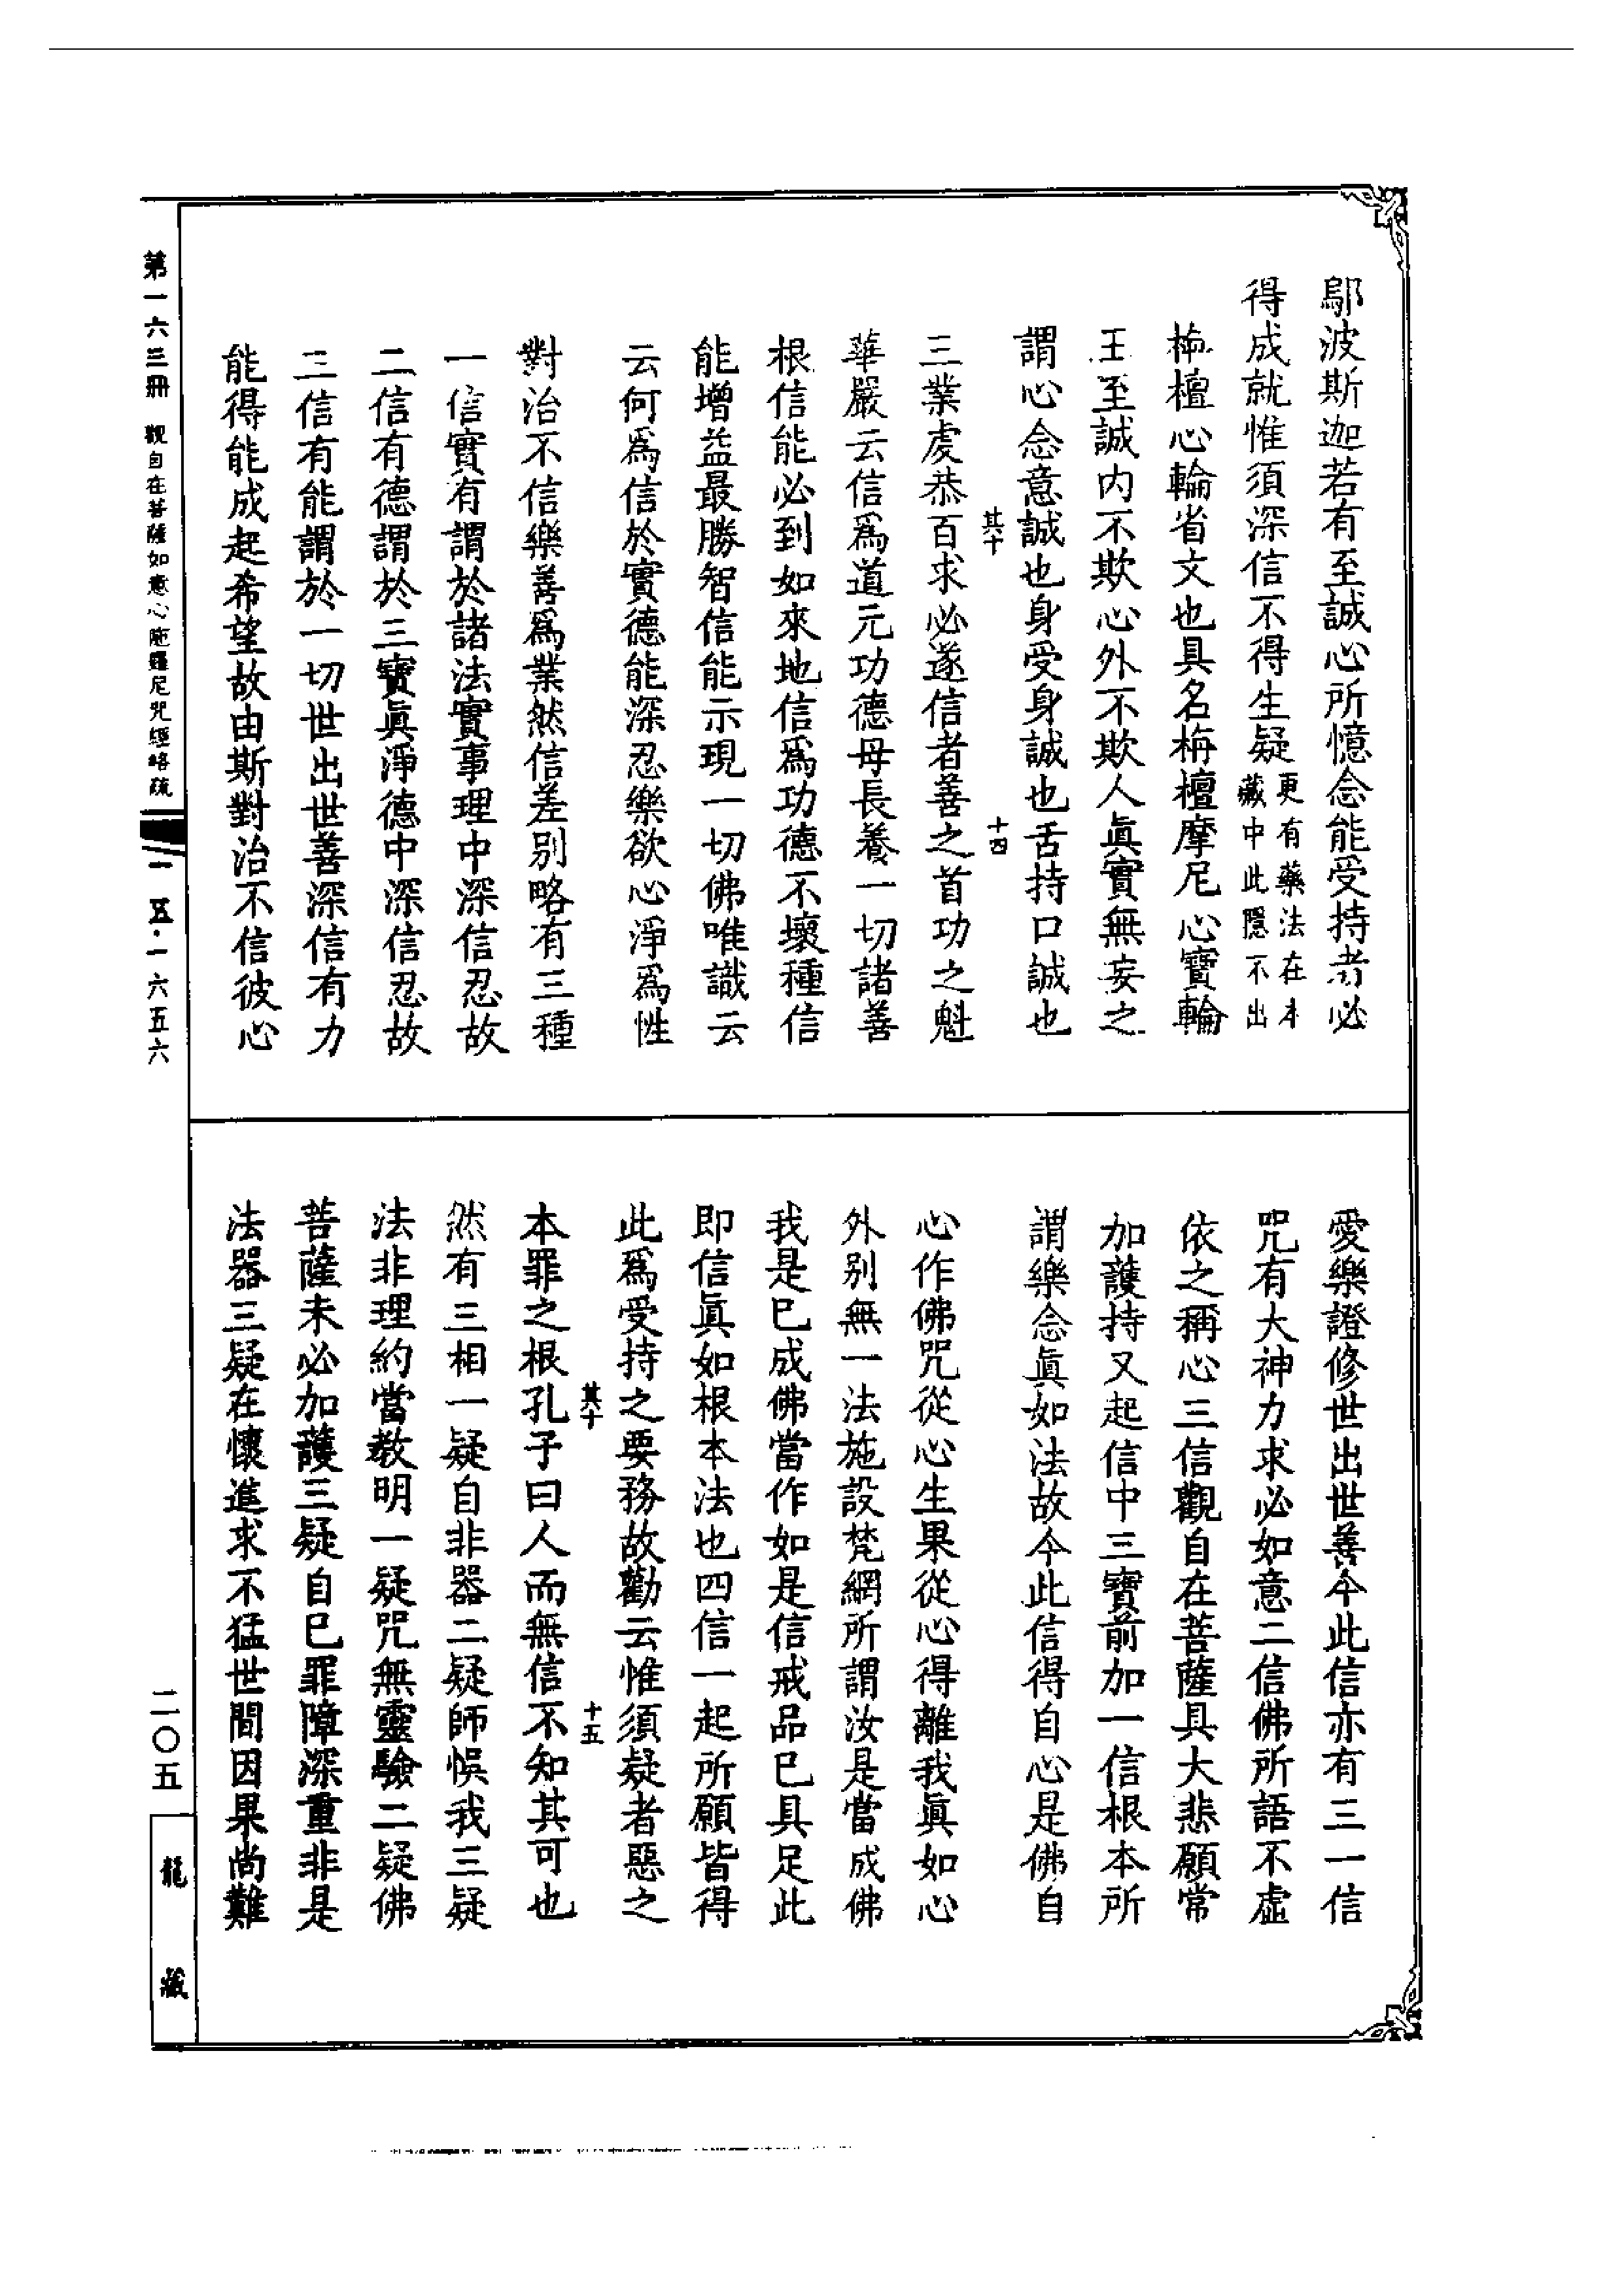 鄔波斯迦若有至誠心所憶念能受持者必
得成就惟須深信不得生疑更有藥法在本
藏中此隱不出
栴檀心輪省文也具名栴檀摩尼心寶輪
王至誠內不欺心外不欺人眞實無妄之
謂心念意誠也身受身誠也舌持口誠也
其十
十四
三業虔恭百求必遂信者善之首功之魁
華嚴云信爲道元功德母長養一切諸善
根信能必到如來地信爲功德不壞種信
能增益最勝智信能示現一切佛唯識云
云何爲信於實德能深忍樂欲心淨爲性
對治不信樂善爲業然信差別略有三種
一信實有謂於諸法實事理中深信忍故
二信有德謂於三寶眞淨德中深信忍故
三信有能謂於一切世出世善深信有力
能得能成起希望故由斯對治不信彼心
愛樂證修世出世善今此信亦有三一信
咒有大神力求必如意二信佛所語不虛
依之稱心三信觀自在菩薩具大悲願常
加護持又起信中三寶前加一信根本所
謂樂念眞如法故今此信得自心是佛自
心作佛咒從心生果從心得離我眞如心
外別無一法施設梵網所謂汝是當成佛
我是已成佛當作如是信戒品已具足此
即信眞如根本法也四信一起所願皆得
此爲受持之要務故勸云惟須疑者惡之
其十
十五
本罪之根孔子曰人而無信不知其可也
然有三相一疑自非器二疑師悞我三疑
法非理約當教明一疑咒無靈驗二疑佛
菩薩未必加護三疑自己罪障深重非是
法器三疑在懷進求不猛世間因果尚難
第一六三冊 觀自在菩薩如意心陁羅尼咒經略疏
一五·一六五六
二〇五
龍藏